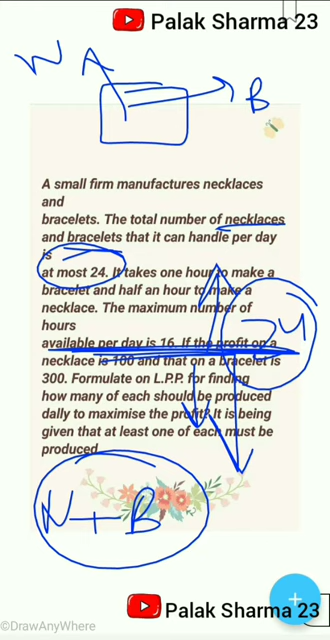 Palak Sharma 23
W A
B
A small firm manufactures necklaces
and
bracelets. The total number of necklaces
and bracelets that it can handle per day
is
at most 24. It takes one hour to make a
bracelet and half an hour to make a
necklace. The maximum number of
hours
24
available per day is 16. If the profit on a
necklace is 100 and that on a bracelet is
300. Formulate on L.P.P. for finding
how many of each should be produced
dally to maximise the profit? It is being
given that at least one of each must be
produced
N + B
+
©DrawAnyWhere
Palak Sharma 23